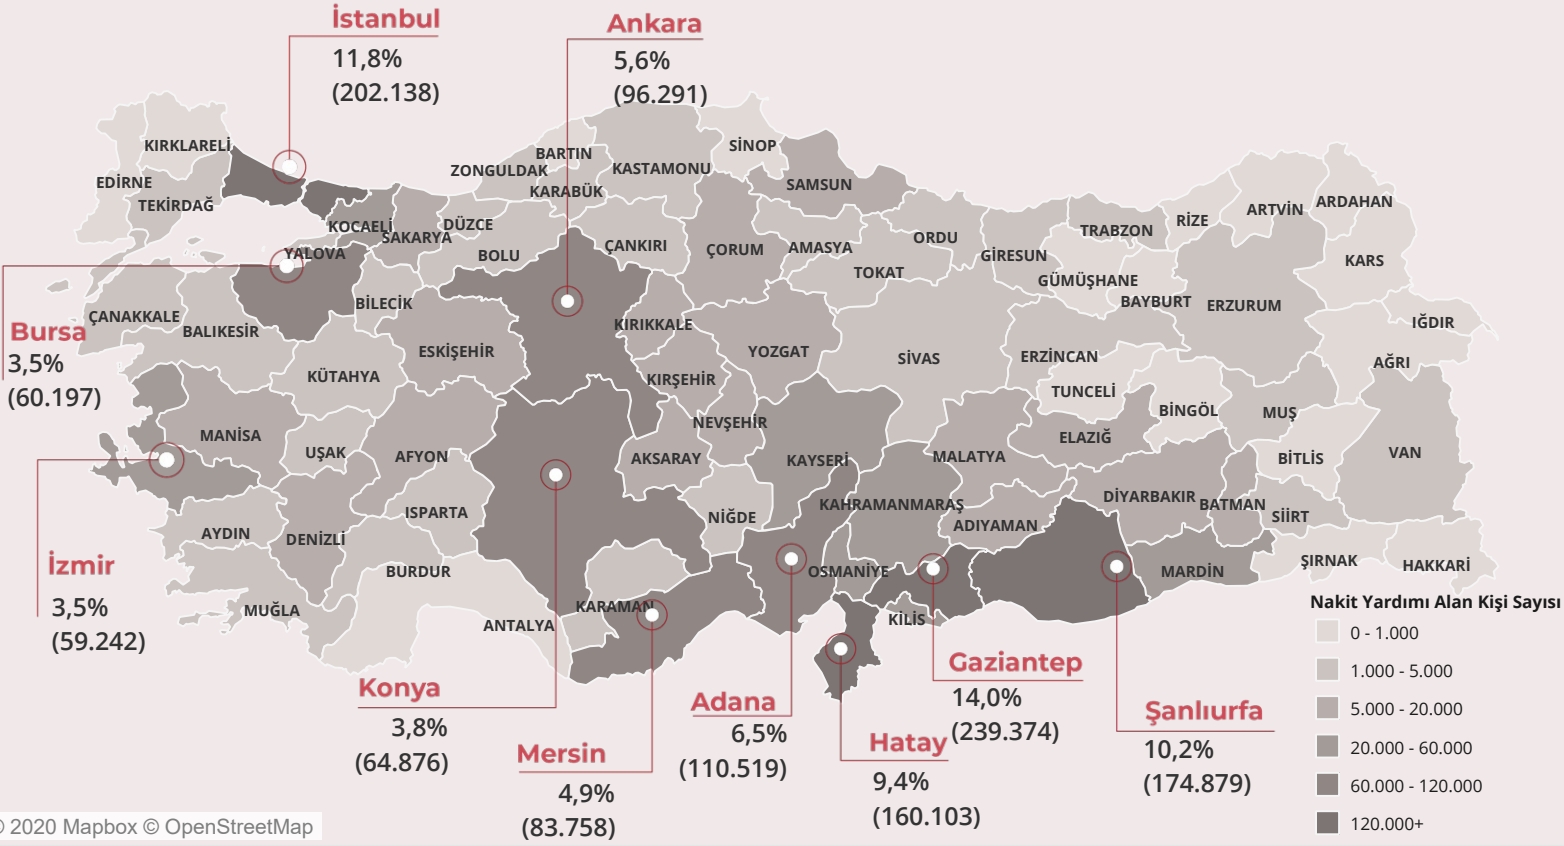 İstanbul
11,8%
(202.138)
Ankara
5,6%
(96.291)
KIRKLARELİ
EDİRNE
TEKİRDAĞ
BARTIN
ZONGULDAK
KARABÜK
KASTAMONU
SİNOP
SAMSUN
KOCAELİ
SAKARYA
DÜZCE
YALOVA
BOLU
ÇANKIRI
ÇORUM
AMASYA
ORDU
TOKAT
GİRESUN
TRABZON
RİZE
ARTVİN
ARDAHAN
KARS
GÜMÜŞHANE
BAYBURT
ERZURUM
IĞDIR
AĞRI
ÇANAKKALE
BALIKESİR
BİLECİK
Bursa
3,5%
(60.197)
KÜTAHYA
ESKİŞEHİR
KIRIKKALE
KIRŞEHİR
YOZGAT
SİVAS
ERZİNCAN
TUNCELİ
BİNGÖL
MUŞ
MANİSA
UŞAK
AFYON
AKSARAY
NEVŞEHİR
KAYSERİ
MALATYA
ELAZIĞ
BİTLİS
VAN
AYDIN
DENİZLİ
ISPARTA
NİĞDE
KAHRAMANMARAŞ
ADIYAMAN
DİYARBAKIR
BATMAN
SİİRT
İzmir
3,5%
(59.242)
MUĞLA
BURDUR
ANTALYA
KARAMAN
OSMANİYE
KİLİS
MARDİN
ŞIRNAK
HAKKARİ
Konya
3,8%
(64.876)
Mersin
4,9%
(83.758)
Adana
6,5%
(110.519)
Hatay
9,4%
(160.103)
Gaziantep
14,0%
(239.374)
Şanlıurfa
10,2%
(174.879)
Nakit Yardımı Alan Kişi Sayısı
0 - 1.000
1.000 - 5.000
5.000 - 20.000
20.000 - 60.000
60.000 - 120.000
120.000+
© 2020 Mapbox © OpenStreetMap